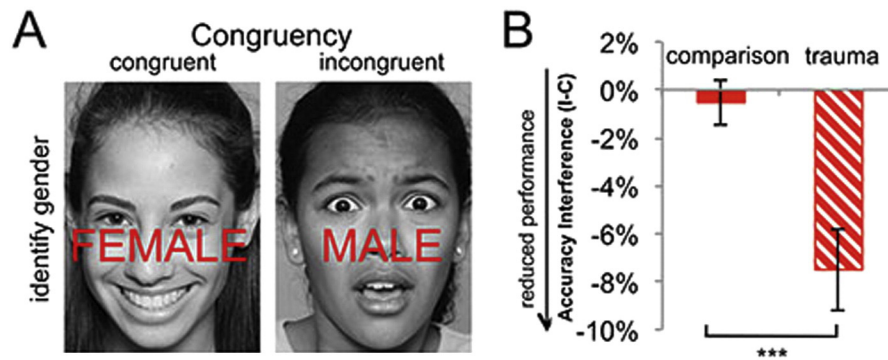 A
Congruency
congruent
incongruent
identify gender
FEMALE
MALE
B
comparison
trauma
reduced performance
Accuracy Interference (I-C)
2%
0%
-2%
-4%
-6%
-8%
-10%
***